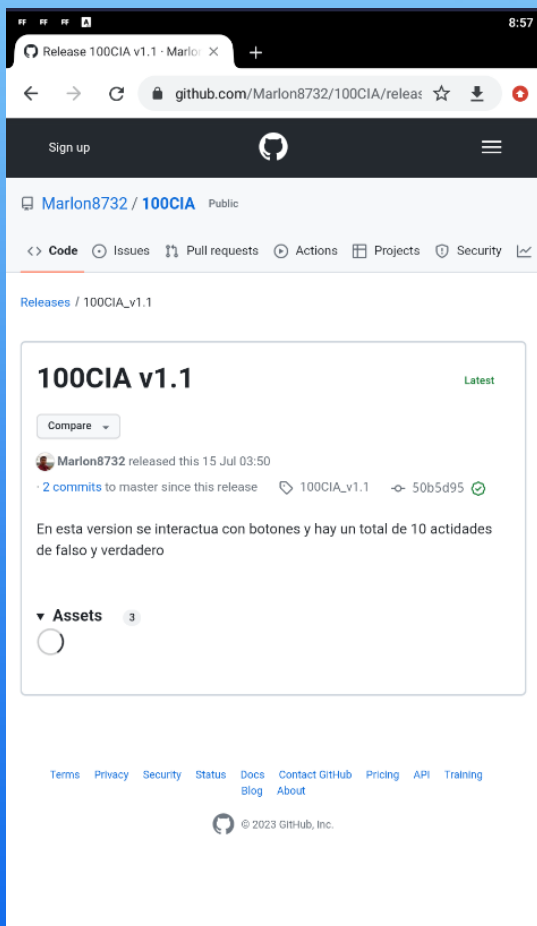 FF FF FF A 8:57
Release 100CIA v1.1 · Marlor
github.com/Marlon8732/100CIA/releas
Sign up
Marlon8732 / 100CIA Public
Code Issues Pull requests Actions Projects Security
Releases / 100CIA_v1.1
100CIA v1.1 Latest
Compare
Marlon8732 released this 15 Jul 03:50
· 2 commits to master since this release 100CIA_v1.1 50b5d95
En esta version se interactua con botones y hay un total de 10 actidades
de falso y verdadero
Assets 3
Terms Privacy Security Status Docs Contact GitHub Pricing API Training
Blog About
© 2023 GitHub, Inc.